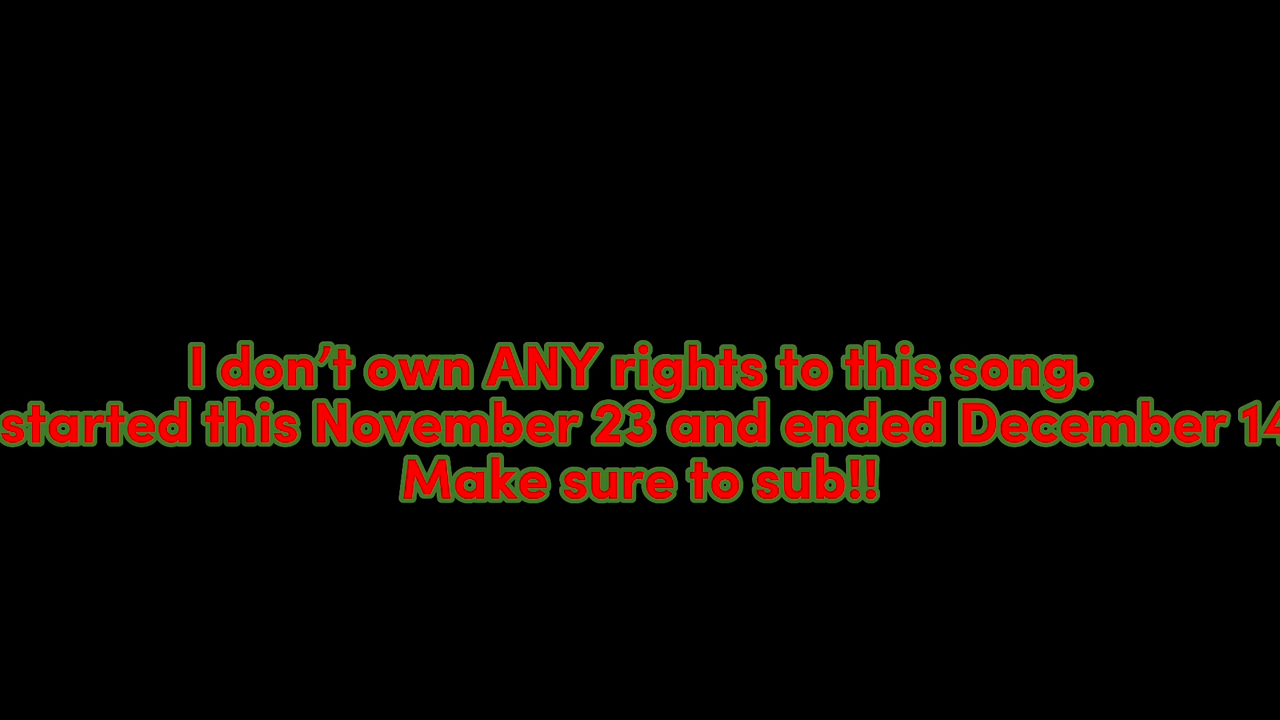 I don’t own ANY rights to this song.
started this November 23 and ended December 14
Make sure to sub!!